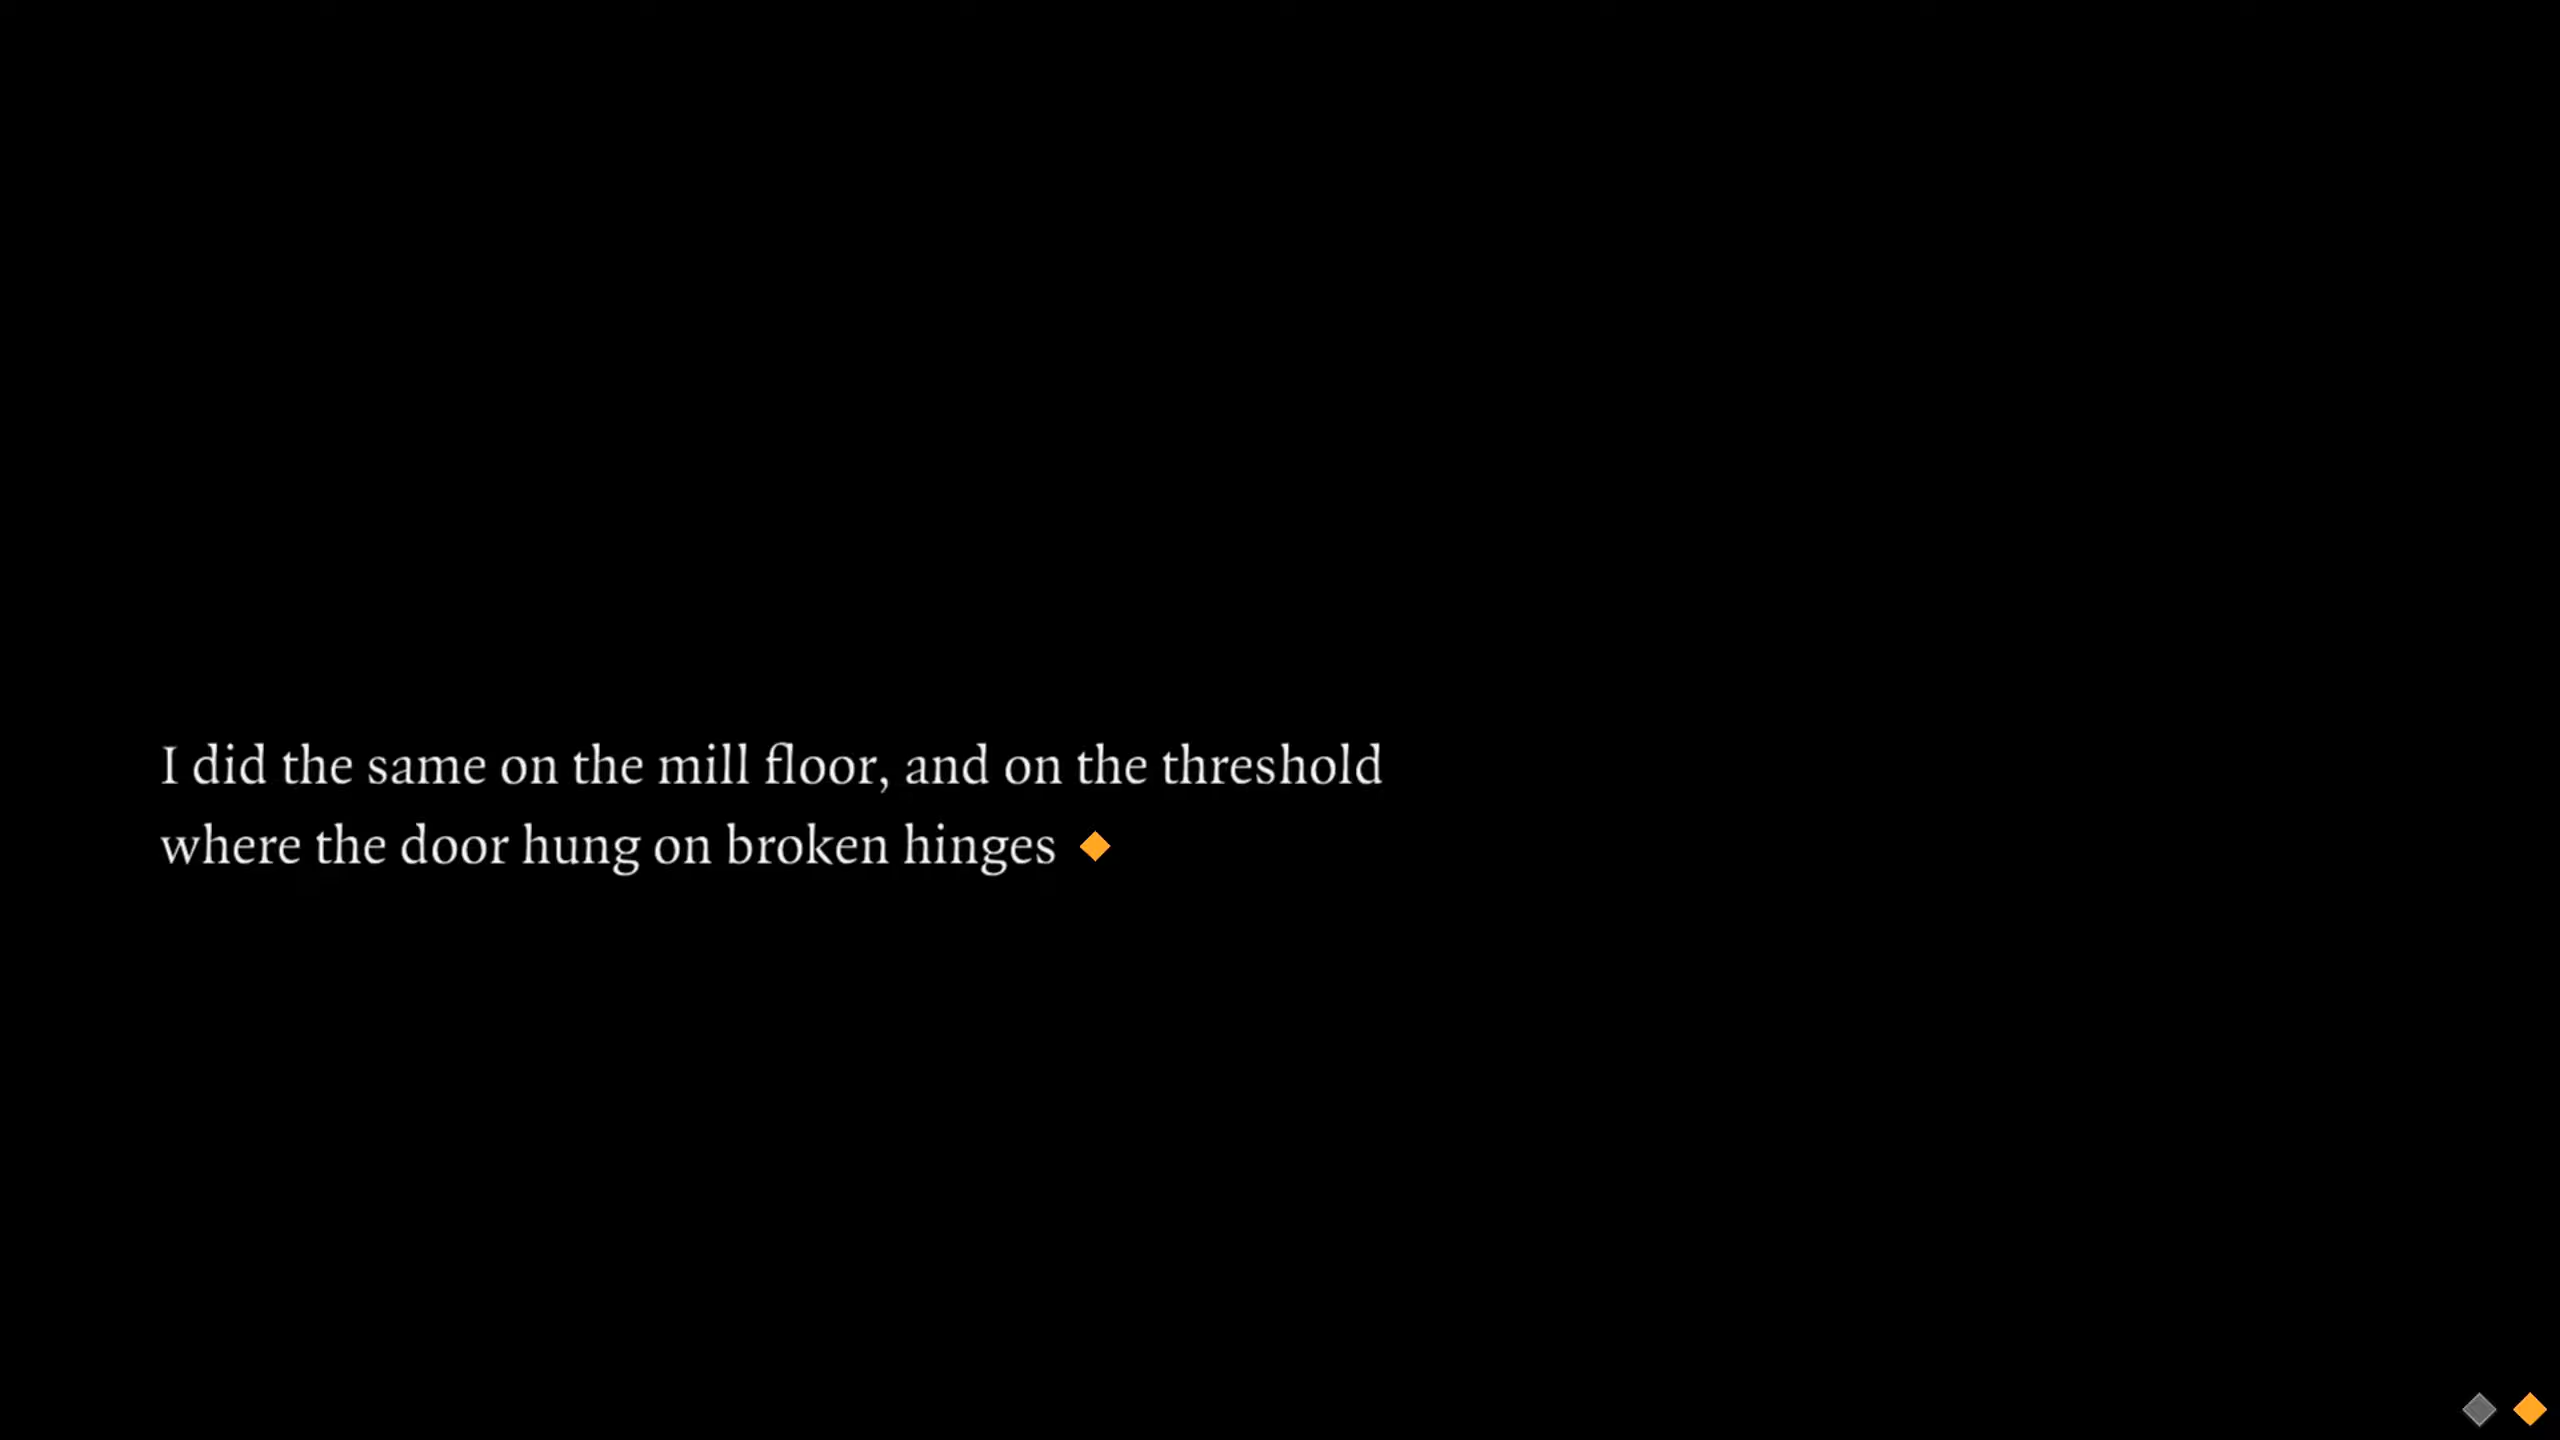 I did the same on the mill floor, and on the threshold
where the door hung on broken hinges